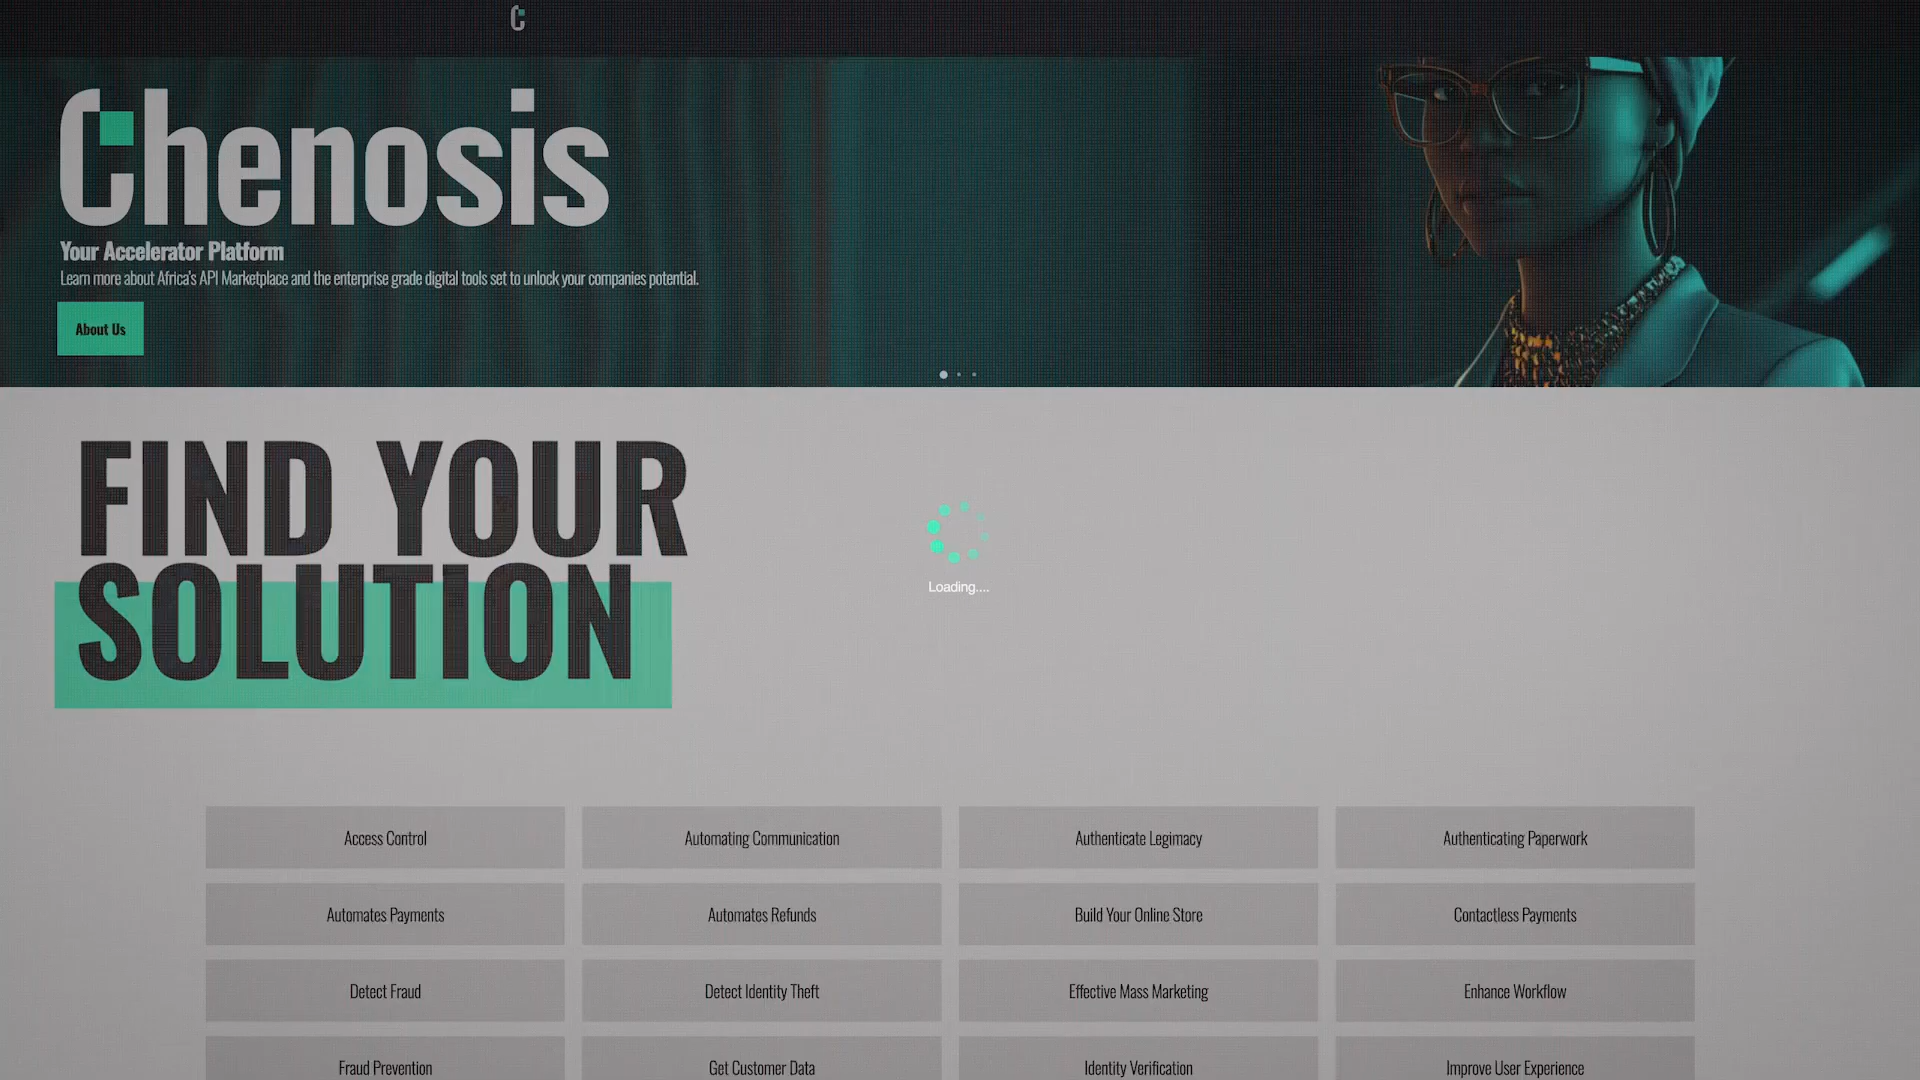 Chenosis
Your Accelerator Platform
Learn more about Africa's API Marketplace and the enterprise grade digital tools set to unlock your companies potential.
About Us
FIND YOUR
SOLUTION
Loading....
Access Control
Automating Communication
Authenticate Legimacy
Authenticating Paperwork
Automates Payments
Automates Refunds
Build Your Online Store
Contactless Payments
Detect Fraud
Detect Identity Theft
Effective Mass Marketing
Enhance Workflow
Fraud Prevention
Get Customer Data
Identity Verification
Improve User Experience